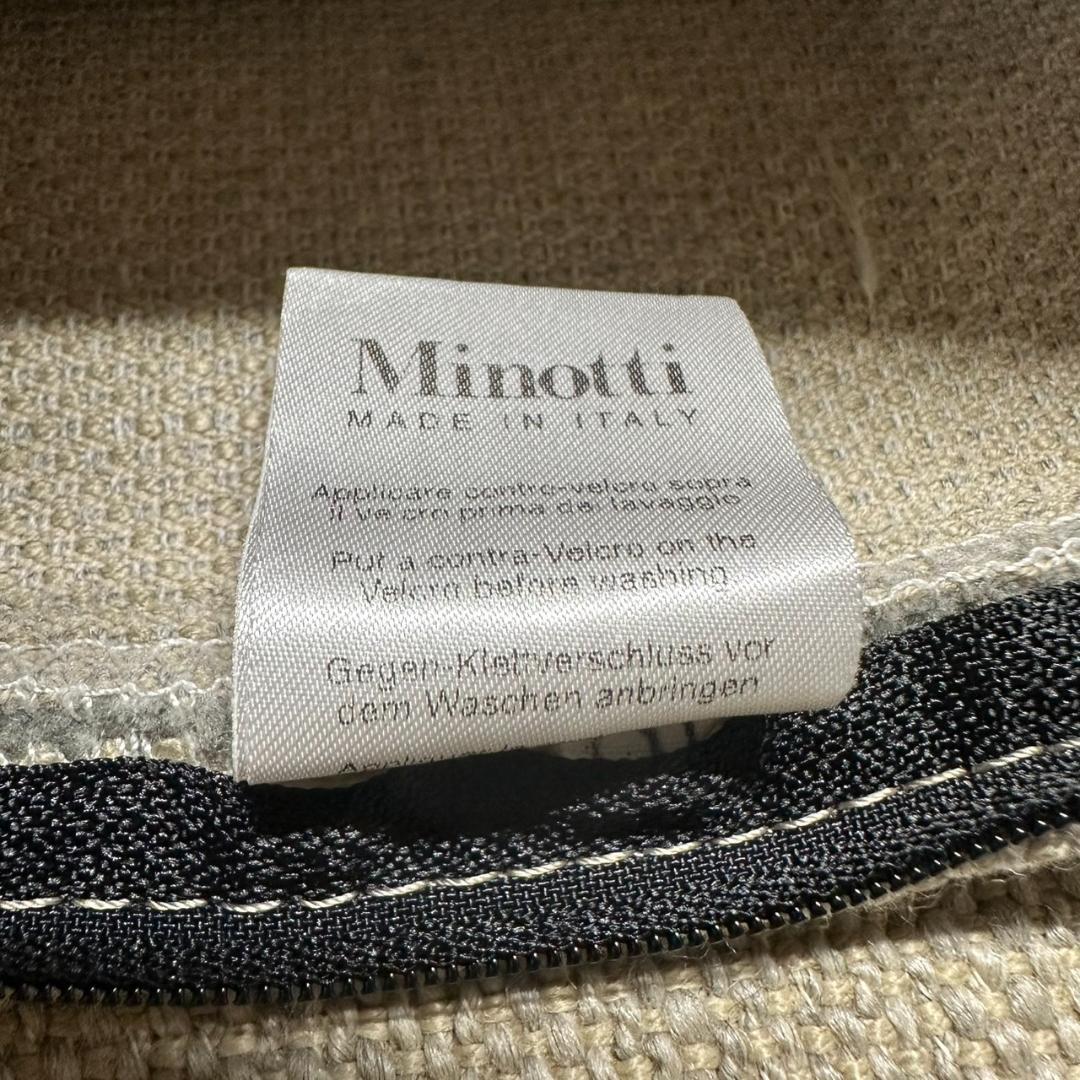 Minotti
MADE IN ITALY
Applicare contro-velcro sopra
il velcro prima del lavaggio
Put a contra-Velcro on the
Velcro before washing
Gegen-Klettverschluss vor
dem Waschen anbringen